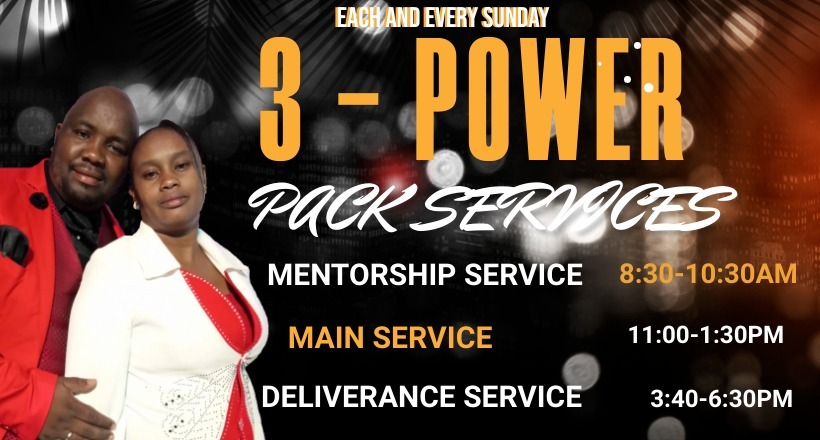 EACH AND EVERY SUNDAY
3 - POWER
PACK SERVICES
MENTORSHIP SERVICE 8:30-10:30AM
MAIN SERVICE 11:00-1:30PM
DELIVERANCE SERVICE 3:40-6:30PM